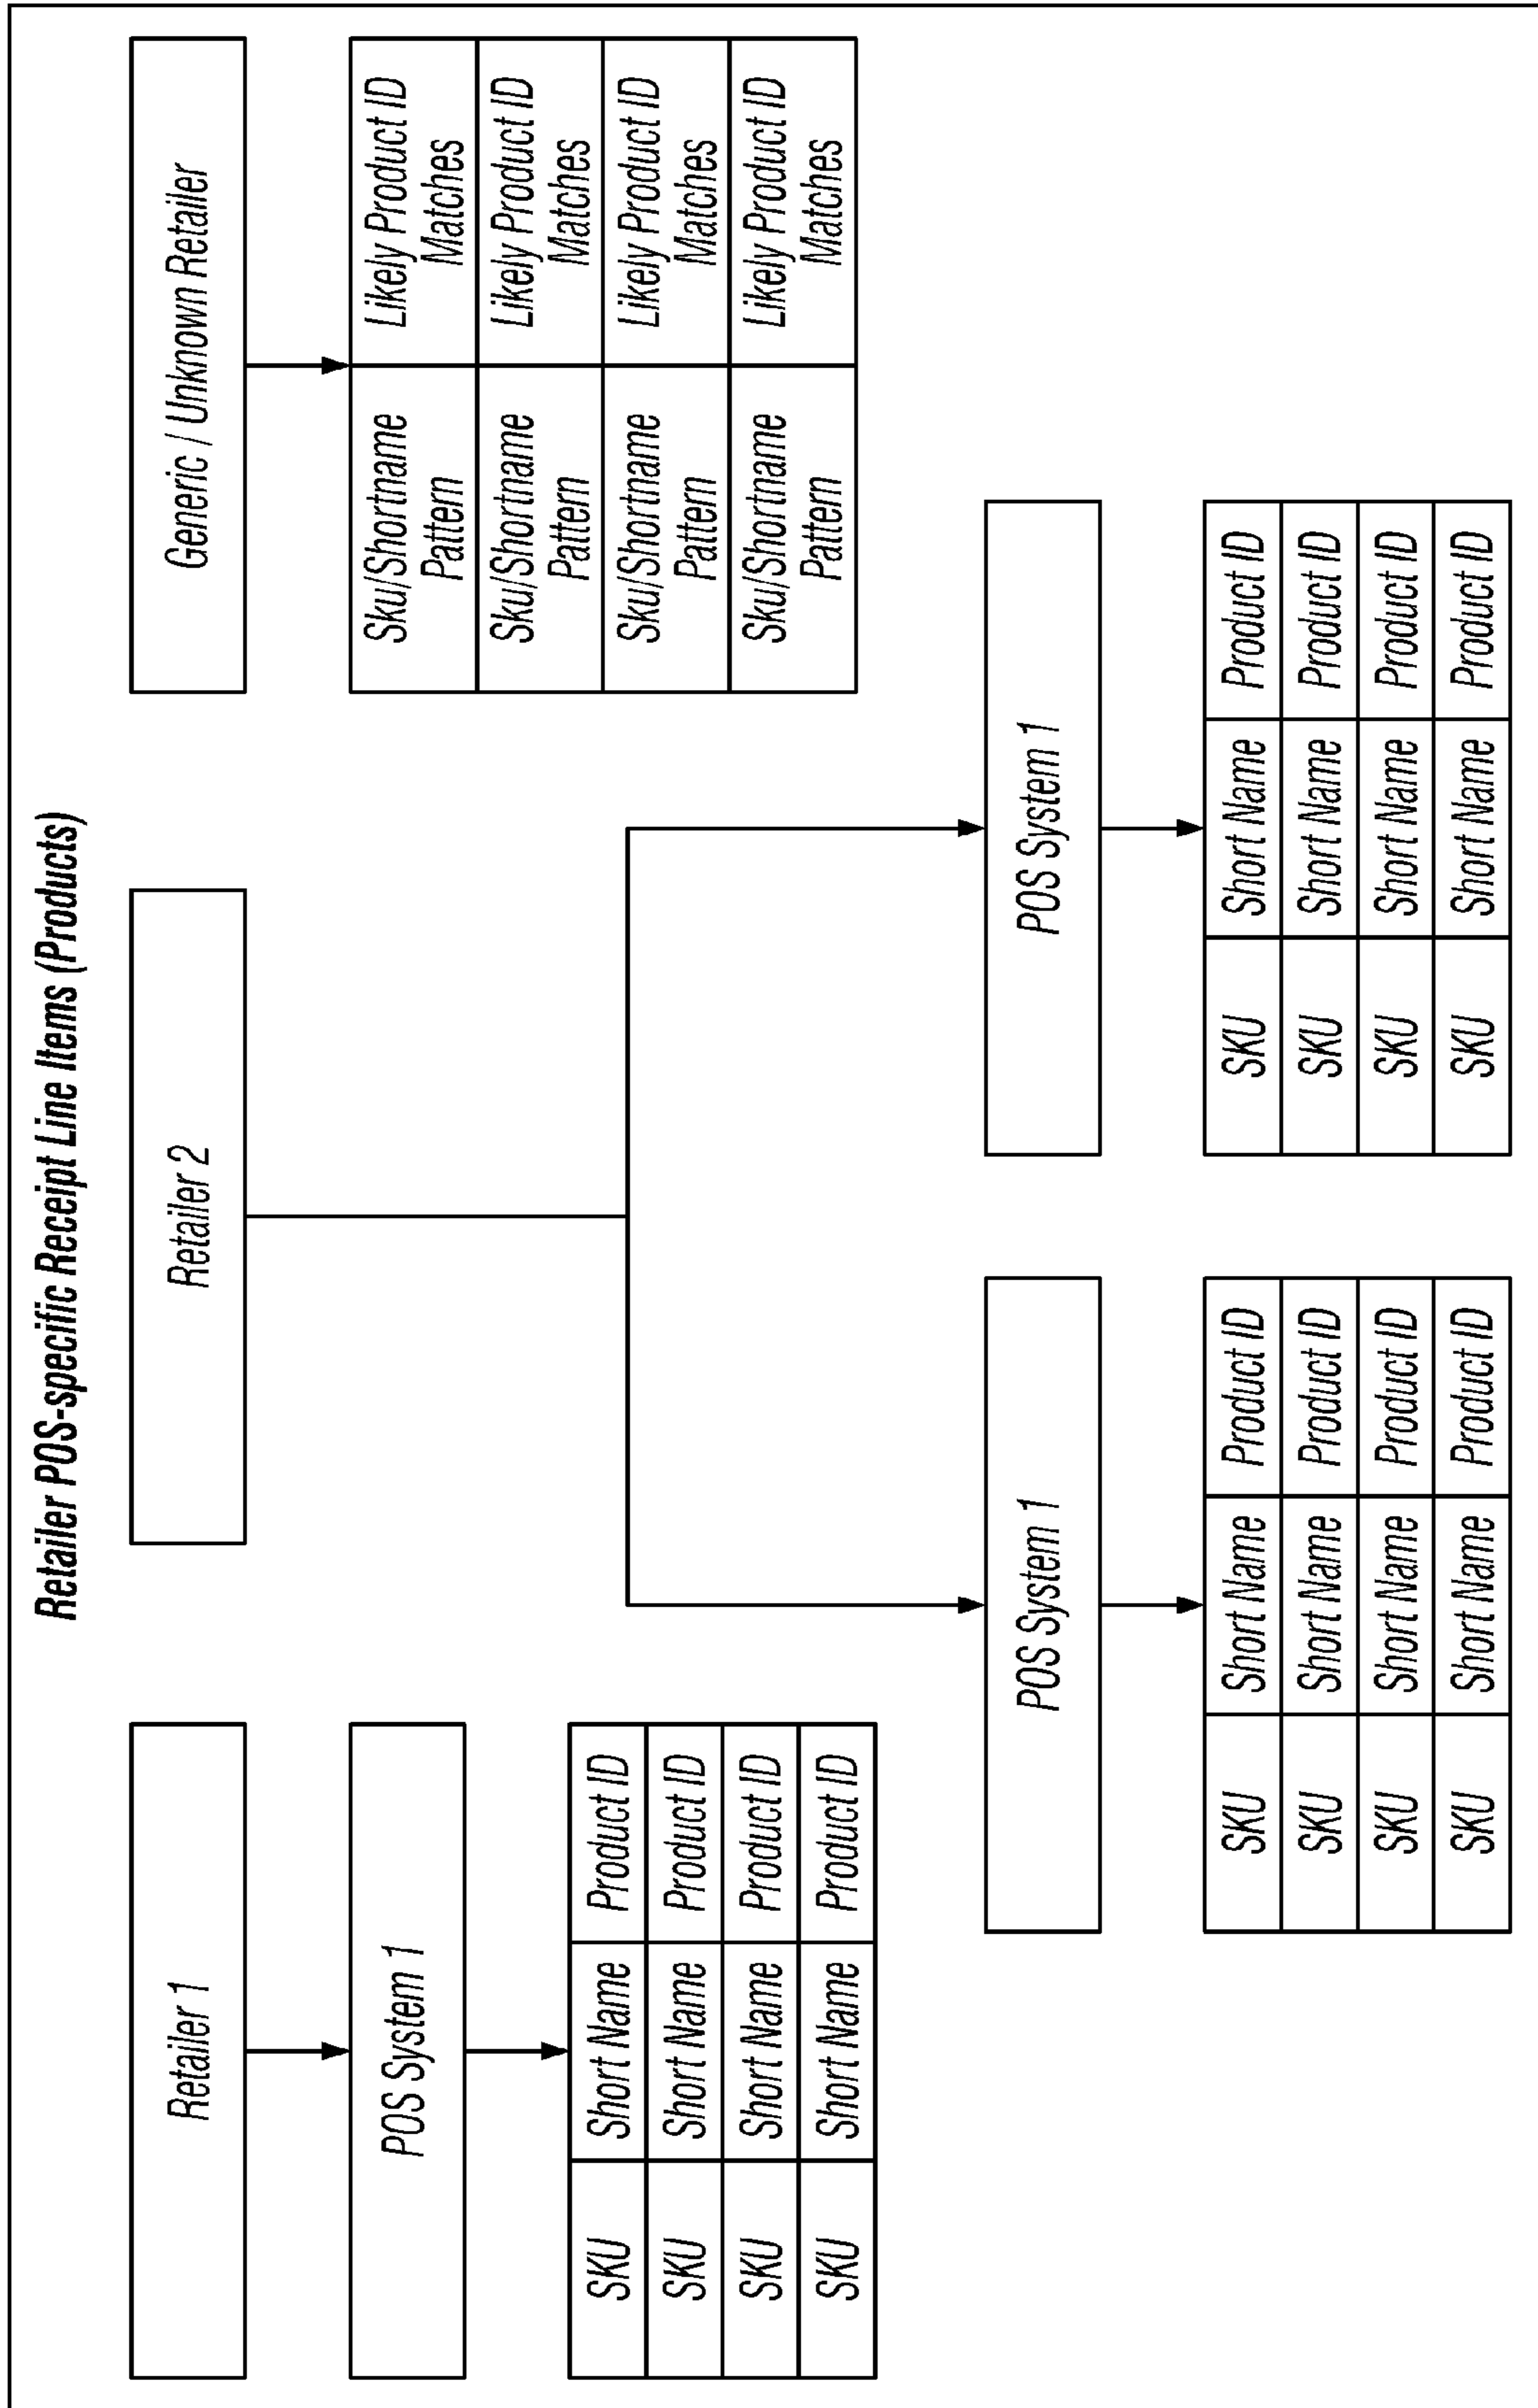 Retailer POS-specific Receipt Line Items (Products)
Retailer 1
POS System 1
SKU Short Name Product ID
SKU Short Name Product ID
SKU Short Name Product ID
SKU Short Name Product ID
Retailer 2
POS System 1
SKU Short Name Product ID
SKU Short Name Product ID
SKU Short Name Product ID
SKU Short Name Product ID
POS System 1
SKU Short Name Product ID
SKU Short Name Product ID
SKU Short Name Product ID
SKU Short Name Product ID
Generic / Unknown Retailer
Sku/Shortname Likely Product ID
Pattern Matches
Sku/Shortname Likely Product ID
Pattern Matches
Sku/Shortname Likely Product ID
Pattern Matches
Sku/Shortname Likely Product ID
Pattern Matches